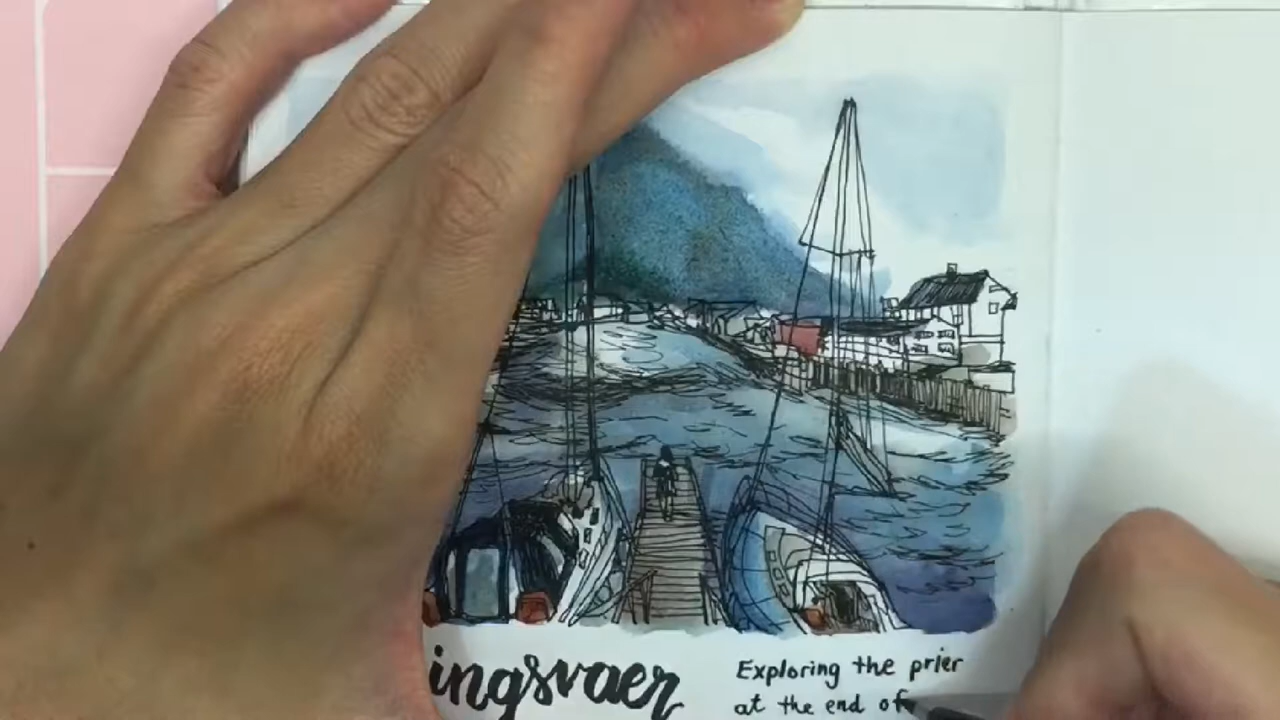 ingsvaer
Exploring the prier
at the end of